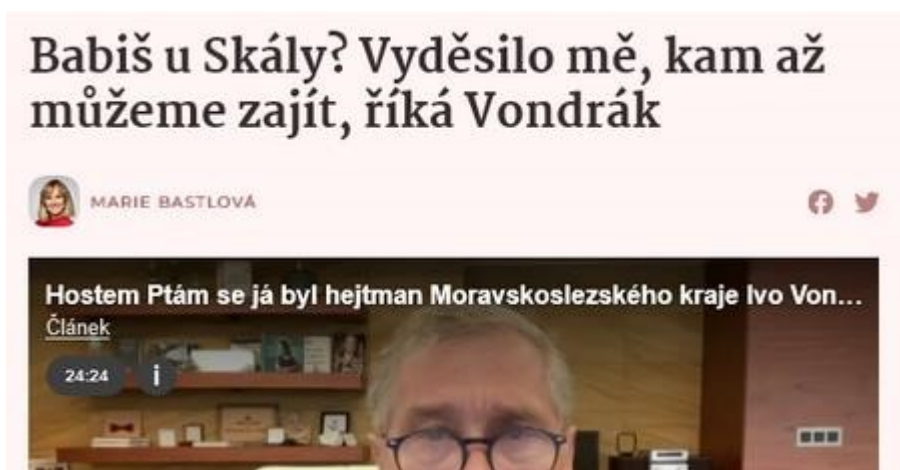 Babiš u Skály? Vyděsilo mě, kam až
můžeme zajít, říká Vondrák
MARIE BASTLOVÁ
Hostem Ptám se já byl hejtman Moravskoslezského kraje Ivo Von...
Článek
24:24 i